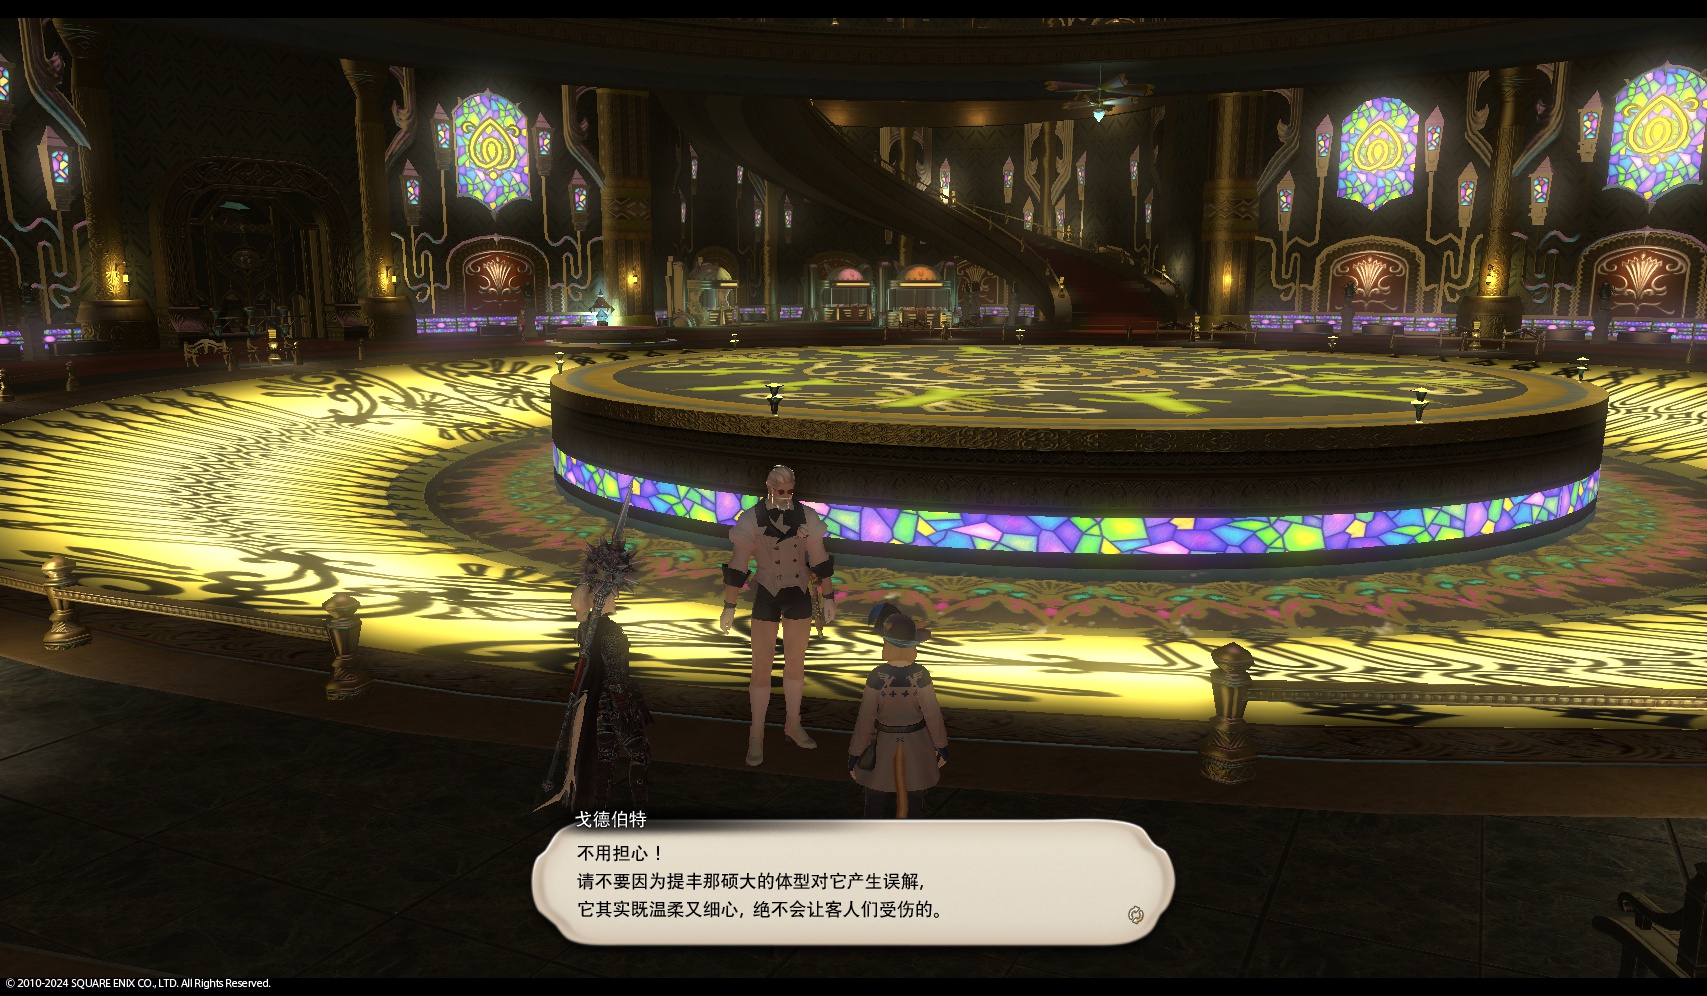 戈德伯特
不用担心！
请不要因为提丰那硕大的体型对它产生误解，
它其实既温柔又细心，绝不会让客人们受伤的。
© 2010-2024 SQUARE ENIX CO., LTD. All Rights Reserved.